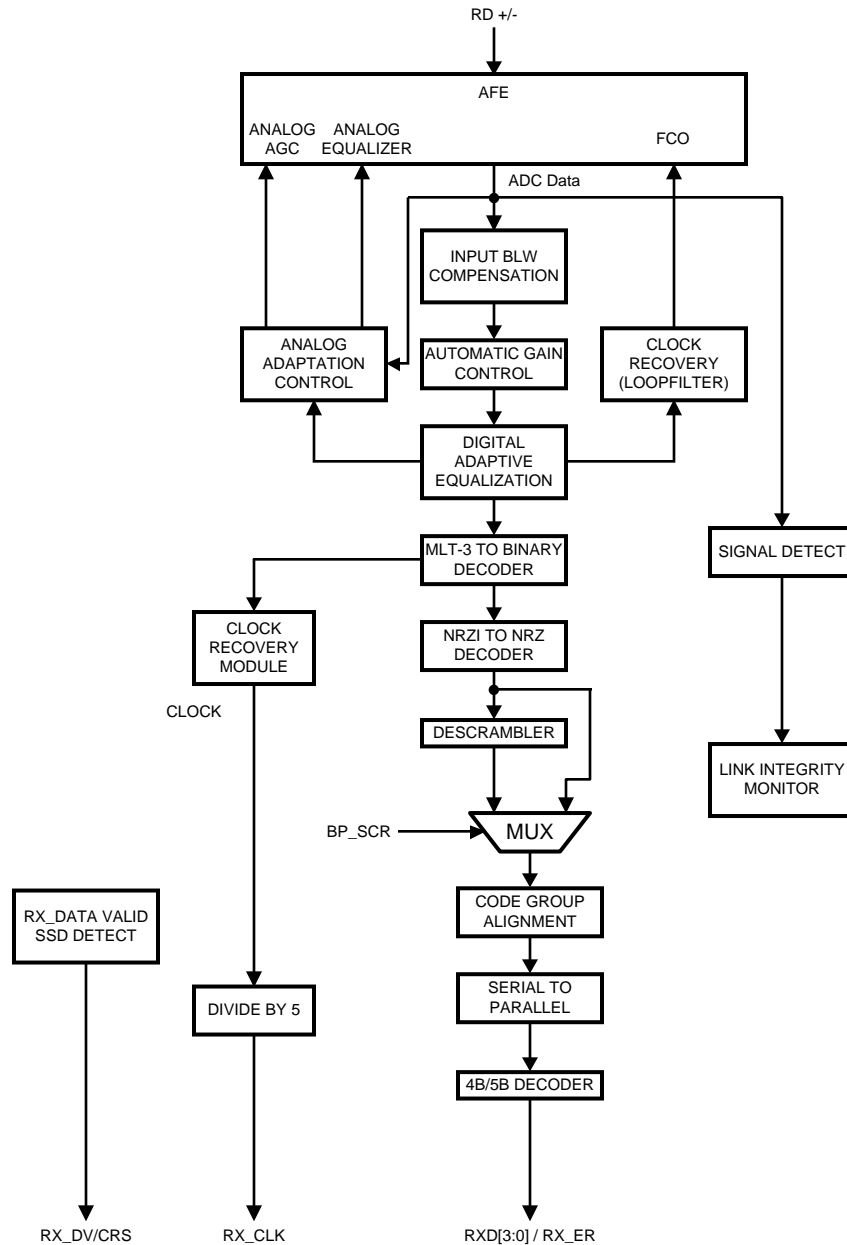 RD +/-
AFE
ANALOG
AGC
ANALOG
EQUALIZER
FCO
ADC Data
INPUT BLW
COMPENSATION
ANALOG
ADAPTATION
CONTROL
AUTOMATIC GAIN
CONTROL
CLOCK
RECOVERY
(LOOPFILTER)
DIGITAL
ADAPTIVE
EQUALIZATION
MLT-3 TO BINARY
DECODER
SIGNAL DETECT
CLOCK
RECOVERY
MODULE
NRZI TO NRZ
DECODER
CLOCK
DESCRAMBLER
LINK INTEGRITY
MONITOR
BP_SCR
MUX
RX_DATA VALID
SSD DETECT
CODE GROUP
ALIGNMENT
DIVIDE BY 5
SERIAL TO
PARALLEL
4B/5B DECODER
RX_DV/CRS
RX_CLK
RXD[3:0] / RX_ER